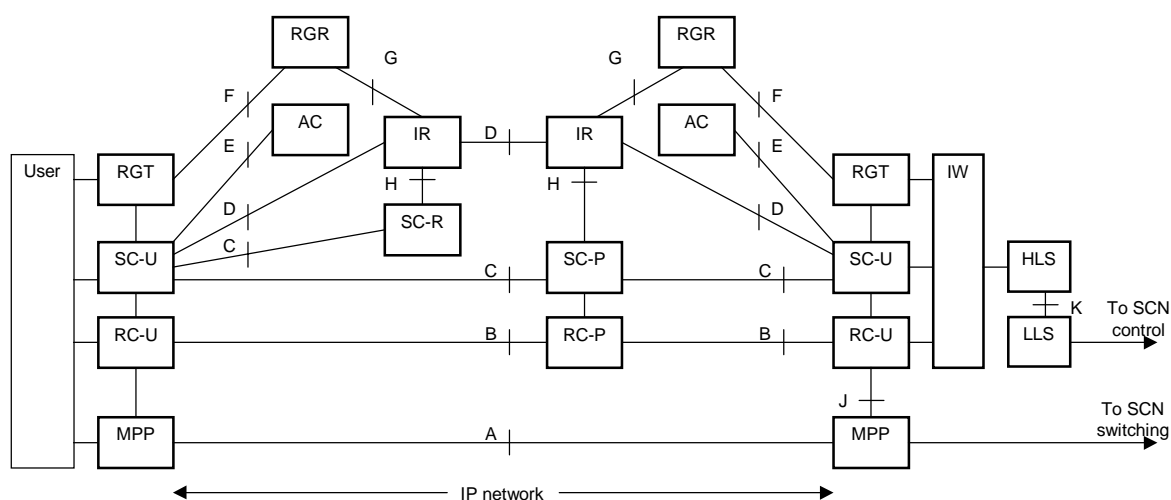 RGR
RGR
G
G
F
F
AC
AC
IR
D
IR
E
E
User
RGT
RGT
IW
H
H
D
D
SC-R
C
SC-U
C
SC-P
C
SC-U
HLS
K
To SCN
control
RC-U
B
RC-P
B
RC-U
LLS
J
To SCN
switching
MPP
A
MPP
IP network